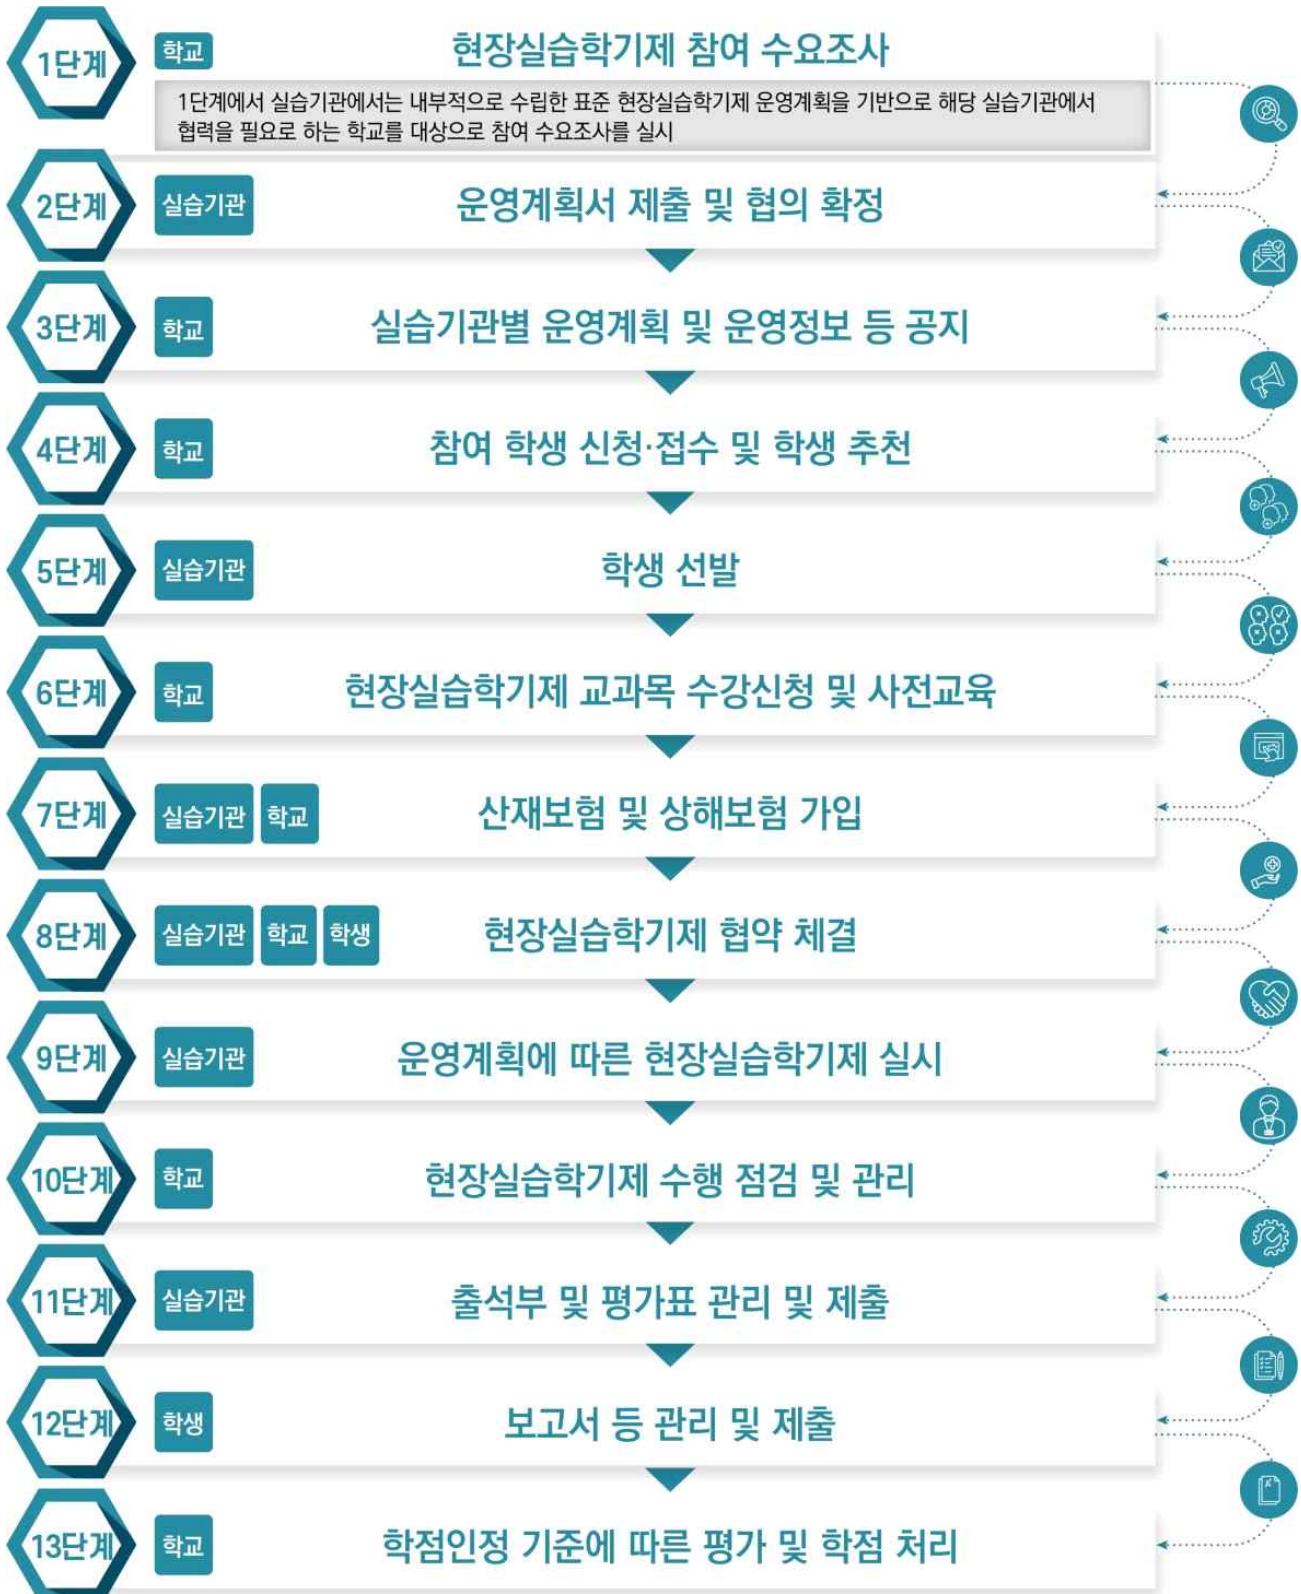 1단계
학교
현장실습학기제 참여 수요조사
1단계에서 실습기관에서는 내부적으로 수립한 표준 현장실습학기제 운영계획을 기반으로 해당 실습기관에서
협력을 필요로 하는 학교를 대상으로 참여 수요조사를 실시
2단계
실습기관
운영계획서 제출 및 협의 확정
3단계
학교
실습기관별 운영계획 및 운영정보 등 공지
4단계
학교
참여 학생 신청·접수 및 학생 추천
5단계
실습기관
학생 선발
6단계
학교
현장실습학기제 교과목 수강신청 및 사전교육
7단계
실습기관 학교
산재보험 및 상해보험 가입
8단계
실습기관 학교 학생
현장실습학기제 협약 체결
9단계
실습기관
운영계획에 따른 현장실습학기제 실시
10단계
학교
현장실습학기제 수행 점검 및 관리
11단계
실습기관
출석부 및 평가표 관리 및 제출
12단계
학생
보고서 등 관리 및 제출
13단계
학교
학점인정 기준에 따른 평가 및 학점 처리